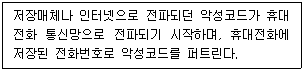 저장매체나 인터넷으로 전파되던 악성코드가 휴대
전화 통신망으로 전파되기 시작하며, 휴대전화에
저장된 전화번호로 악성코드를 퍼트린다.